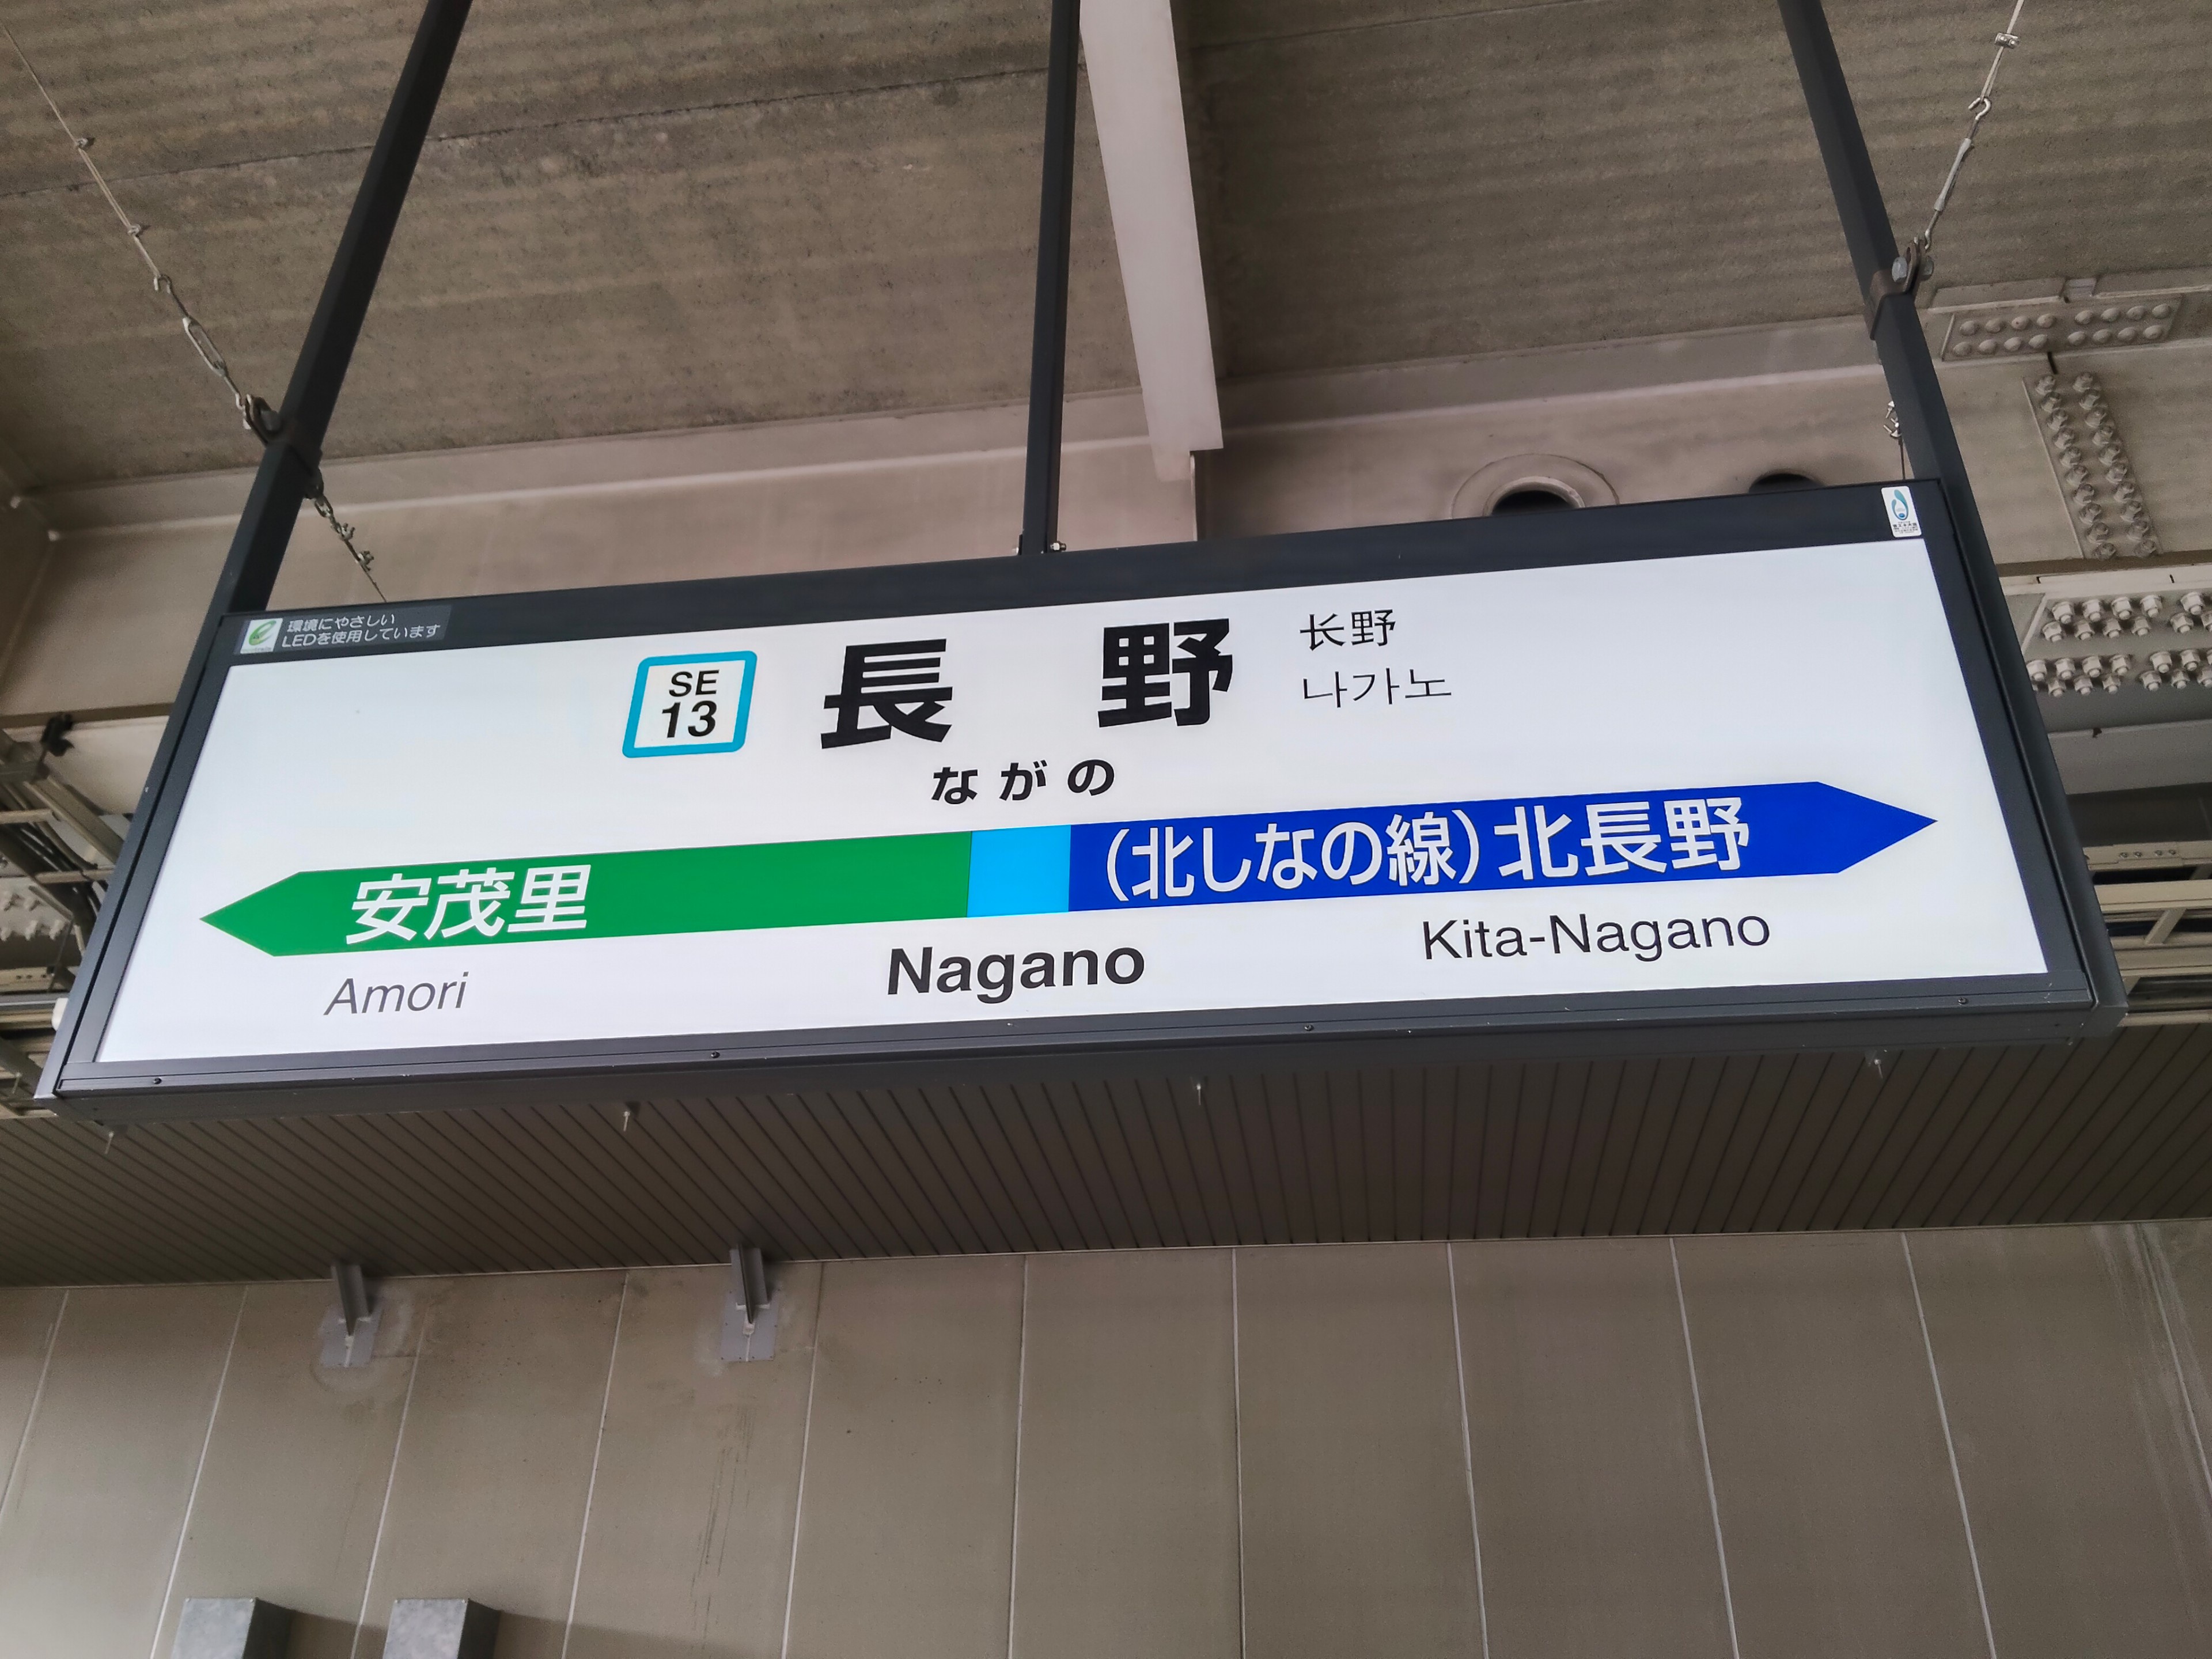 環境にやさしい
LEDを使用しています
SE
13
長野
长野
나가노
ながの
安茂里
(北しなの線)北長野
Amori
Nagano
Kita-Nagano